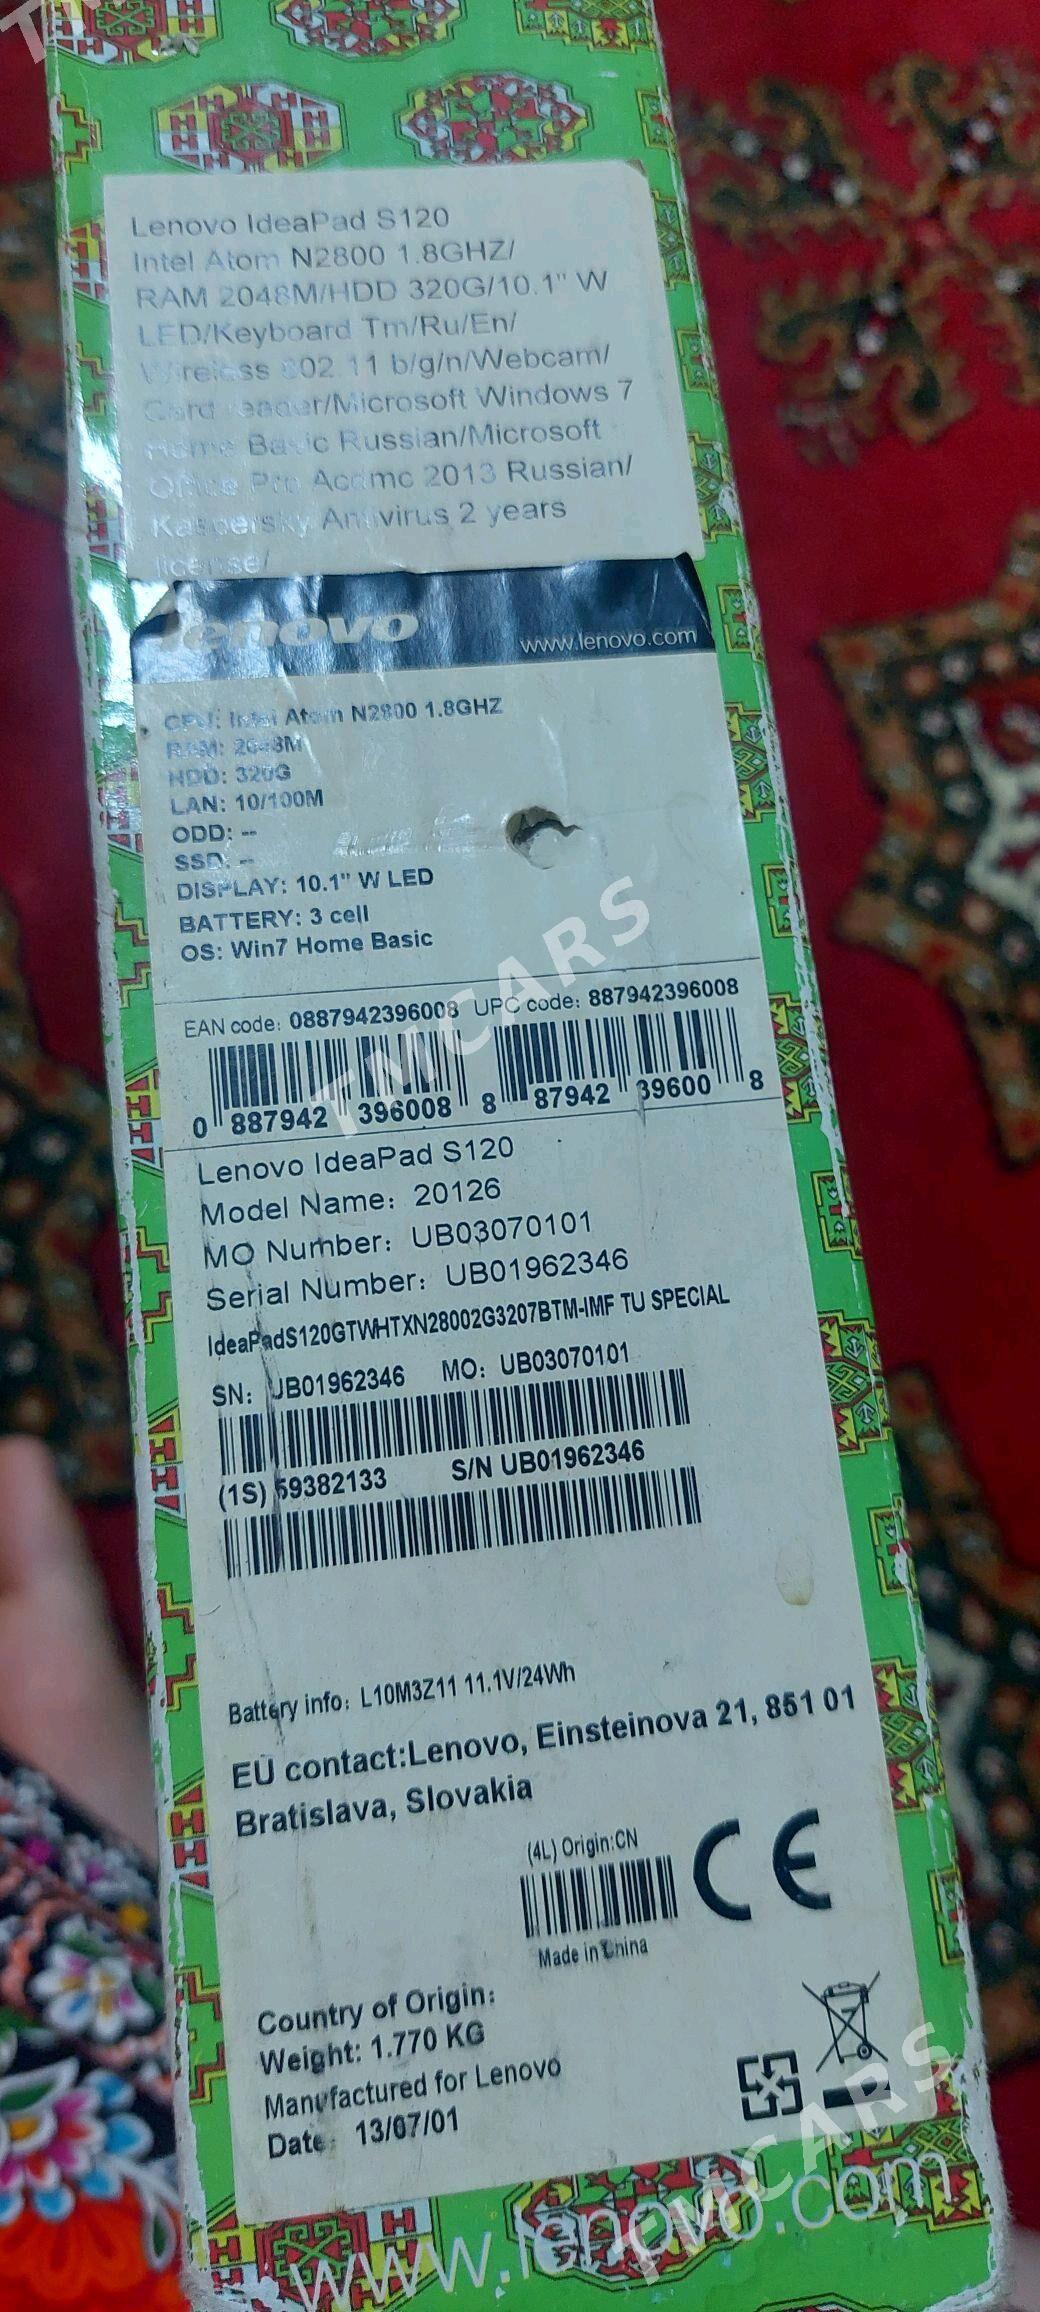 Lenovo IdeaPad S120
Intel Atom N2800 1.8GHZ/
RAM 2048M/HDD 320G/10.1" W
LED/Keyboard Tm/Ru/En/
Wireless 802.11 b/g/n/Webcam/
Card reader/Microsoft Windows 7
Home Basic Russian/Microsoft
Office Pro Acdmc 2013 Russian/
Kaspersky Antivirus 2 years
license/
lenovo www.lenovo.com
CPU: Intel Atom N2800 1.8GHZ
RAM: 2048M
HDD: 320G
LAN: 10/100M
ODD: --
SSD: --
DISPLAY: 10.1" W LED
BATTERY: 3 cell
OS: Win7 Home Basic
EAN code: 0887942396008 UPC code: 887942396008
0 887942 396008 8 87942 39600 8
Lenovo IdeaPad S120
Model Name: 20126
MO Number: UB03070101
Serial Number: UB01962346
IdeaPadS120GTWHTXN28002G3207BTM-IMF TU SPECIAL
SN: UB01962346 MO: UB03070101
(1S) 59382133 S/N UB01962346
Battery info: L10M3Z11 11.1V/24Wh
EU contact:Lenovo, Einsteinova 21, 851 01
Bratislava, Slovakia
(4L) Origin:CN
CE
Made in China
Country of Origin:
Weight: 1.770 KG
Manufactured for Lenovo
Date: 13/07/01
www.lenovo.com
TMCARS
TMCARS